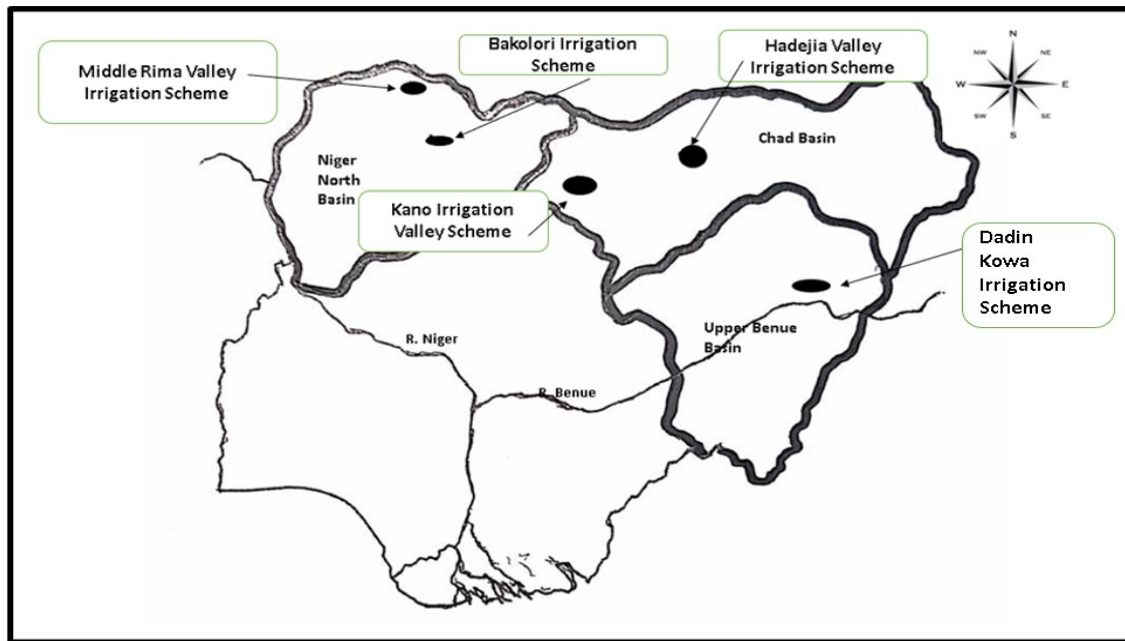 Middle Rima Valley
Irrigation Scheme
Bakolori Irrigation
Scheme
Hadejia Valley
Irrigation Scheme
N
NW
NE
W
E
SW
SE
S
Chad Basin
Niger
North
Basin
Kano Irrigation
Valley Scheme
Dadin
Kowa
Irrigation
Scheme
Upper Benue
Basin
R. Niger
R. Benue